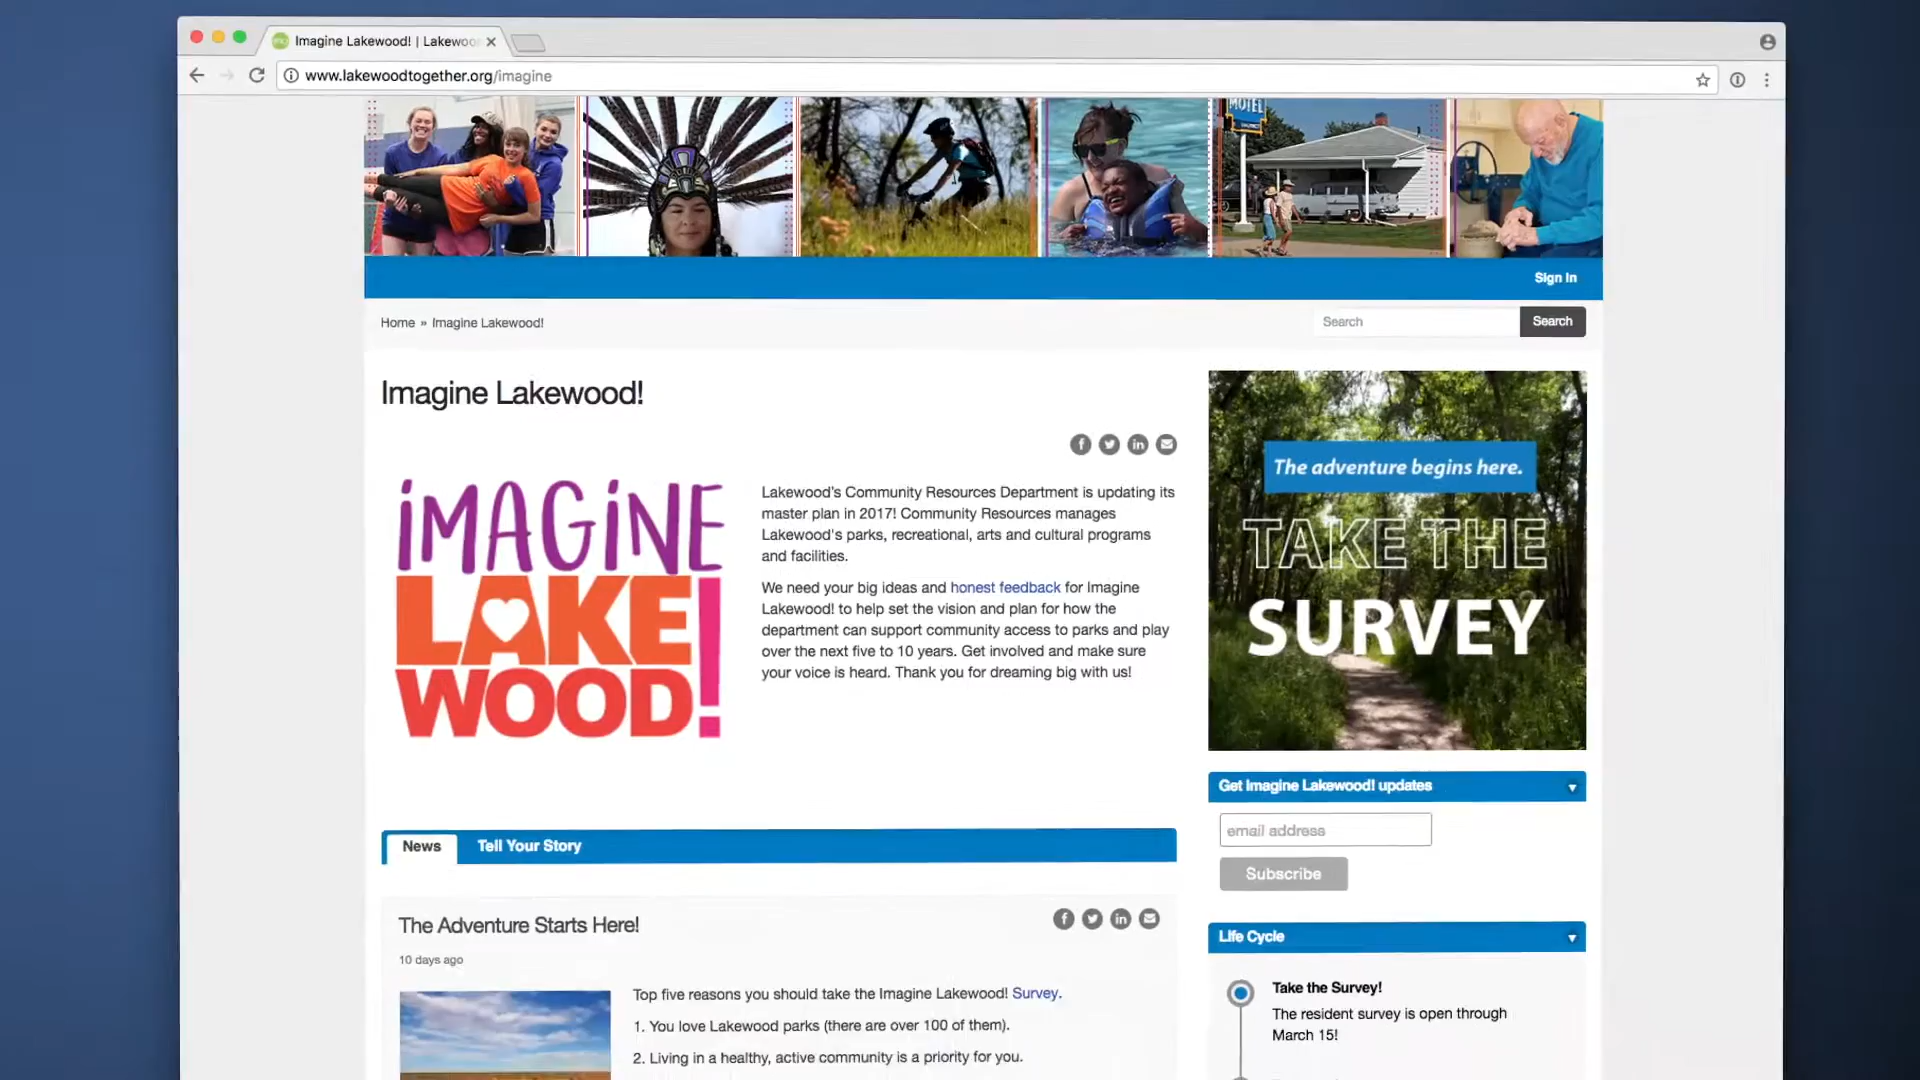 Imagine Lakewood! | Lakewoo
www.lakewoodtogether.org/imagine
MOTEL
Sign In
Home » Imagine Lakewood!
Search
Search
Imagine Lakewood!
iMAGiNE
LAKE
WOOD!
Lakewood's Community Resources Department is updating its
master plan in 2017! Community Resources manages
Lakewood's parks, recreational, arts and cultural programs
and facilities.
We need your big ideas and honest feedback for Imagine
Lakewood! to help set the vision and plan for how the
department can support community access to parks and play
over the next five to 10 years. Get involved and make sure
your voice is heard. Thank you for dreaming big with us!
The adventure begins here.
TAKE THE
SURVEY
Get Imagine Lakewood! updates
email address
Subscribe
News
Tell Your Story
The Adventure Starts Here!
10 days ago
Top five reasons you should take the Imagine Lakewood! Survey.
1. You love Lakewood parks (there are over 100 of them).
2. Living in a healthy, active community is a priority for you.
Life Cycle
Take the Survey!
The resident survey is open through
March 15!